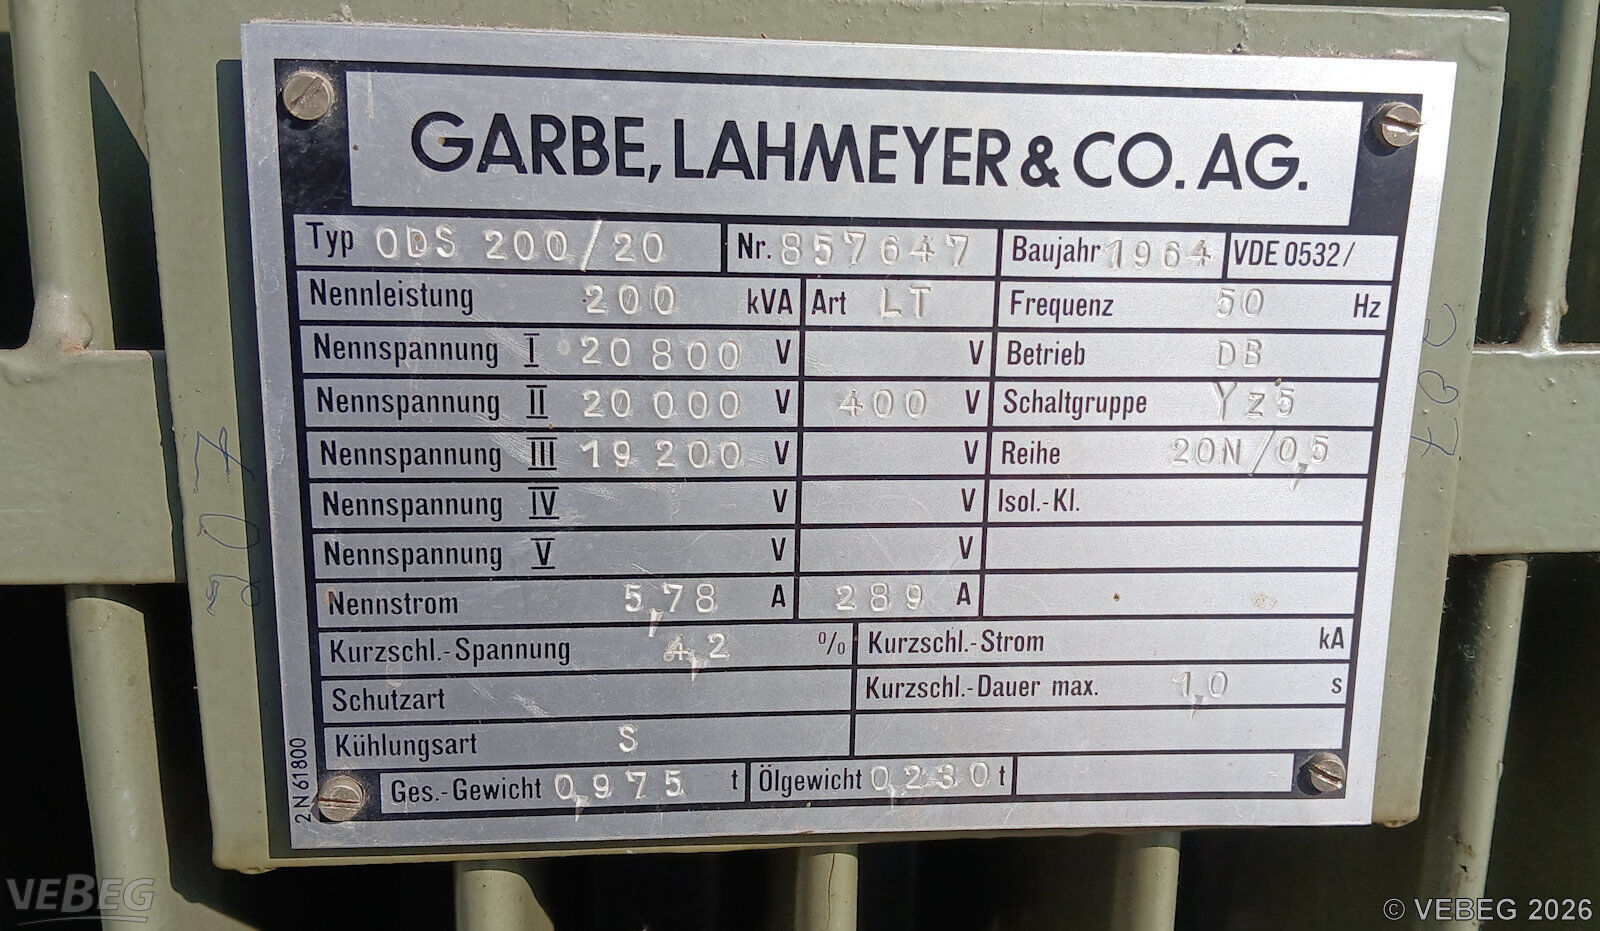 GARBE, LAHMEYER & CO. AG.
Typ ODS 200/20 Nr. 857647 Baujahr 1964 VDE 0532/
Nennleistung 200 kVA Art LT Frequenz 50 Hz
Nennspannung I 20800 V V Betrieb DB
Nennspannung II 20000 V 400 V Schaltgruppe Yz5
Nennspannung III 19200 V V Reihe 20N/0,5
Nennspannung IV V V Isol.-Kl.
Nennspannung V V V
Nennstrom 5,78 A 289 A
Kurzschl.-Spannung 4,2 % Kurzschl.-Strom kA
Schutzart Kurzschl.-Dauer max. 1,0 s
Kühlungsart S
Ges.-Gewicht 0,975 t Ölgewicht 0,230 t
2 N 61800
207
VEBEG
© VEBEG 2026